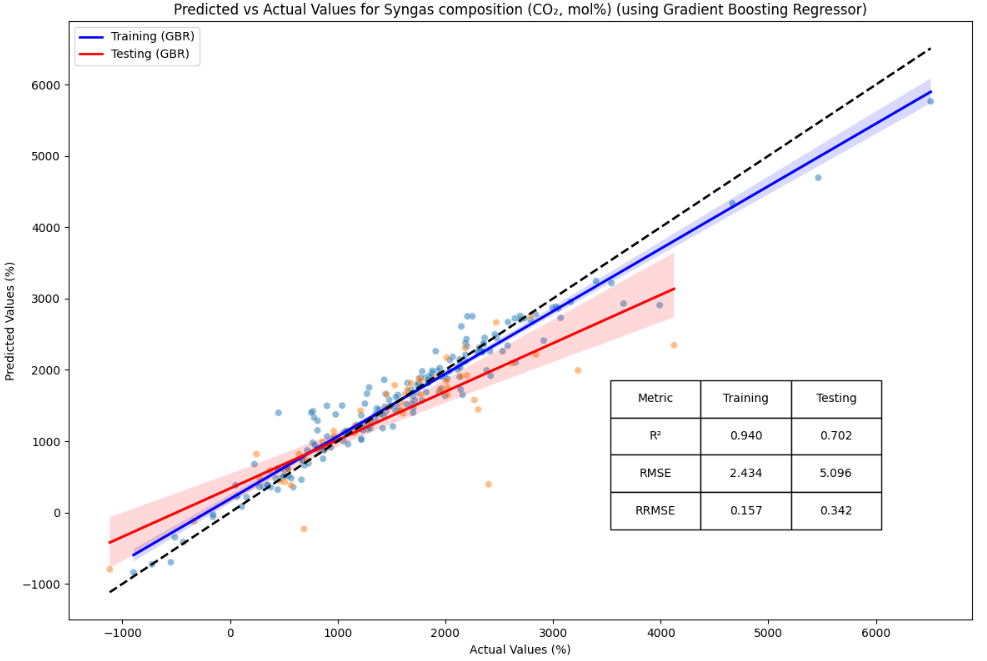 Predicted vs Actual Values for Syngas composition (CO₂, mol%) (using Gradient Boosting Regressor)
Training (GBR)
Testing (GBR)
Predicted Values (%)
6000
5000
4000
3000
2000
1000
0
−1000
Metric Training Testing
R² 0.940 0.702
RMSE 2.434 5.096
RRMSE 0.157 0.342
−1000 0 1000 2000 3000 4000 5000 6000
Actual Values (%)